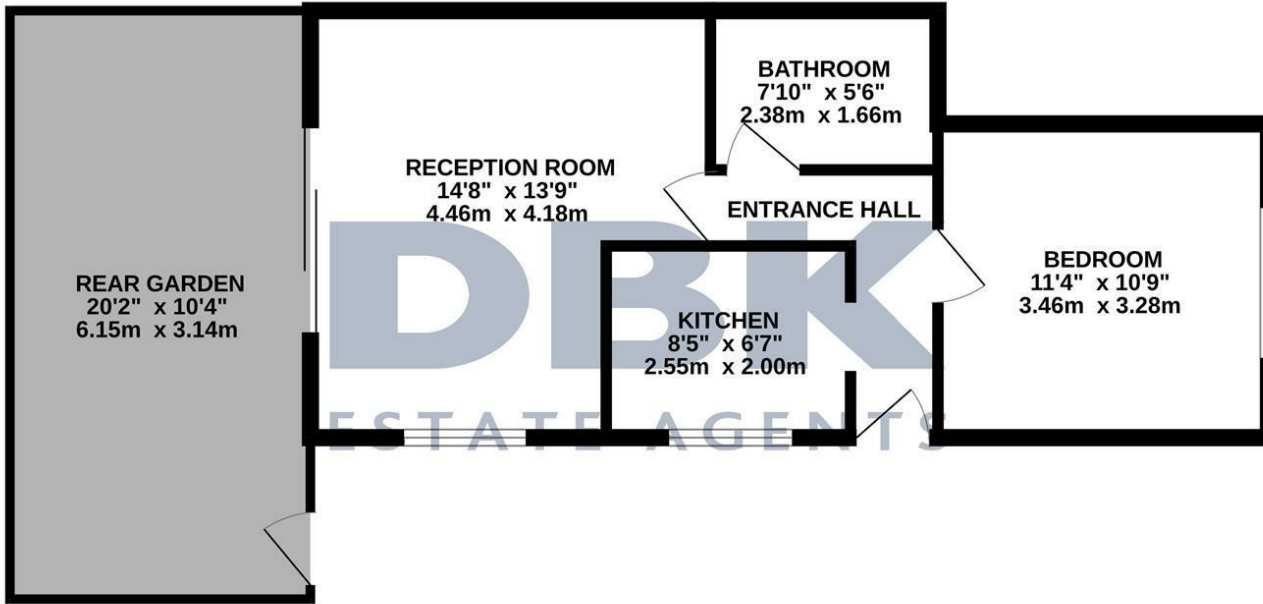 BATHROOM
7'10" x 5'6"
2.38m x 1.66m
RECEPTION ROOM
14'8" x 13'9"
4.46m x 4.18m
ENTRANCE HALL
REAR GARDEN
20'2" x 10'4"
6.15m x 3.14m
BEDROOM
11'4" x 10'9"
3.46m x 3.28m
KITCHEN
8'5" x 6'7"
2.55m x 2.00m
DBK
ESTATE AGENTS